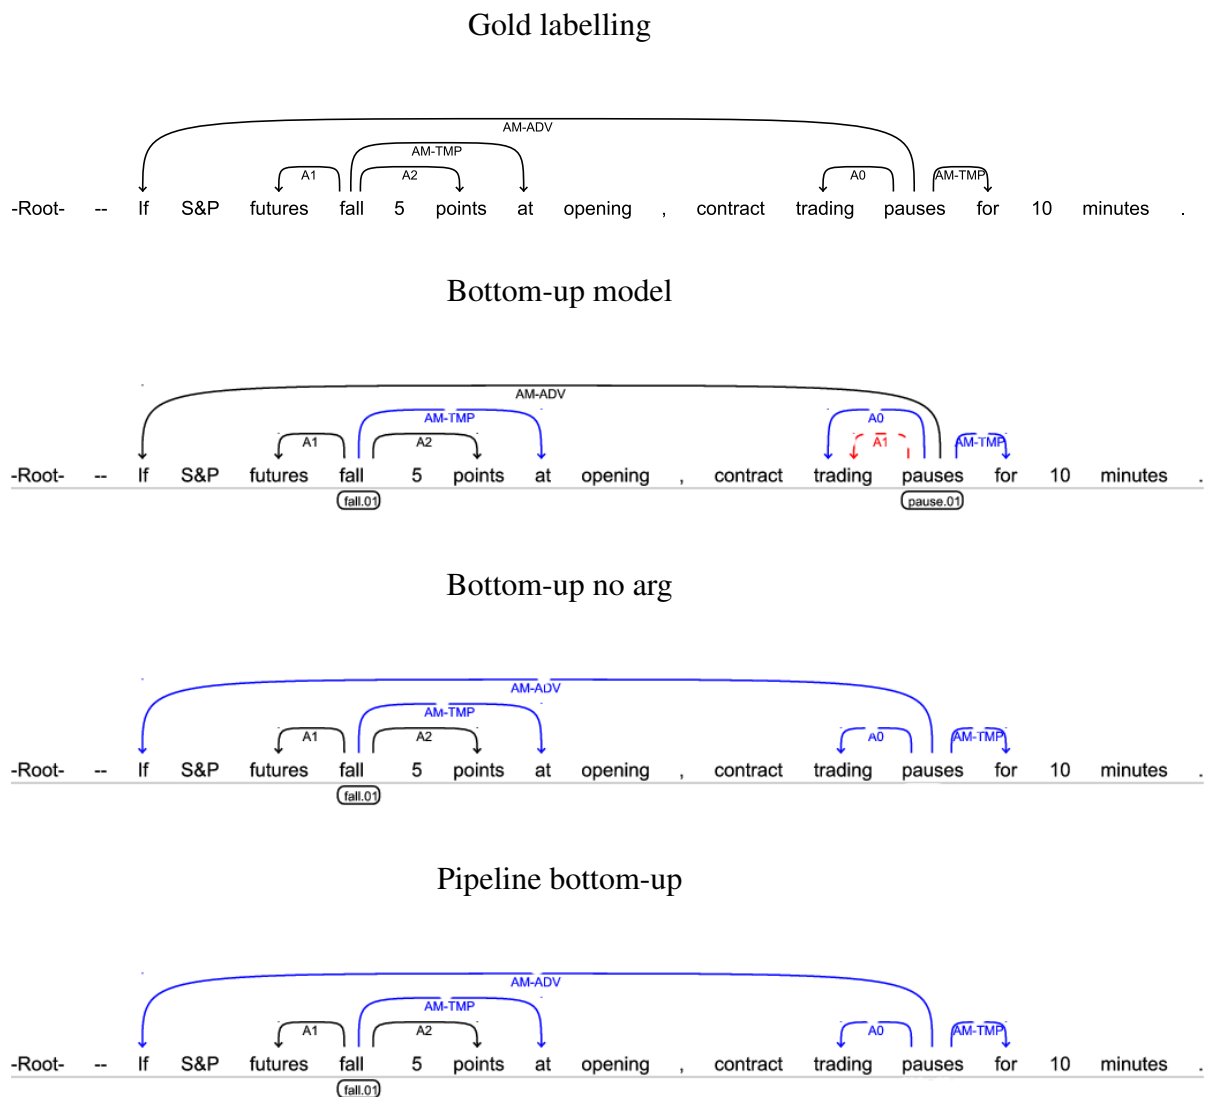 Gold labelling
AM-ADV
AM-TMP
A1 A2 A0 AM-TMP
-Root- -- If S&P futures fall 5 points at opening , contract trading pauses for 10 minutes .
Bottom-up model
AM-ADV
AM-TMP A0
A1 A2 A1 AM-TMP
-Root- -- If S&P futures fall 5 points at opening , contract trading pauses for 10 minutes .
fall.01 pause.01
Bottom-up no arg
AM-ADV
AM-TMP
A1 A2 A0 AM-TMP
-Root- -- If S&P futures fall 5 points at opening , contract trading pauses for 10 minutes .
fall.01
Pipeline bottom-up
AM-ADV
AM-TMP
A1 A2 A0 AM-TMP
-Root- -- If S&P futures fall 5 points at opening , contract trading pauses for 10 minutes .
fall.01